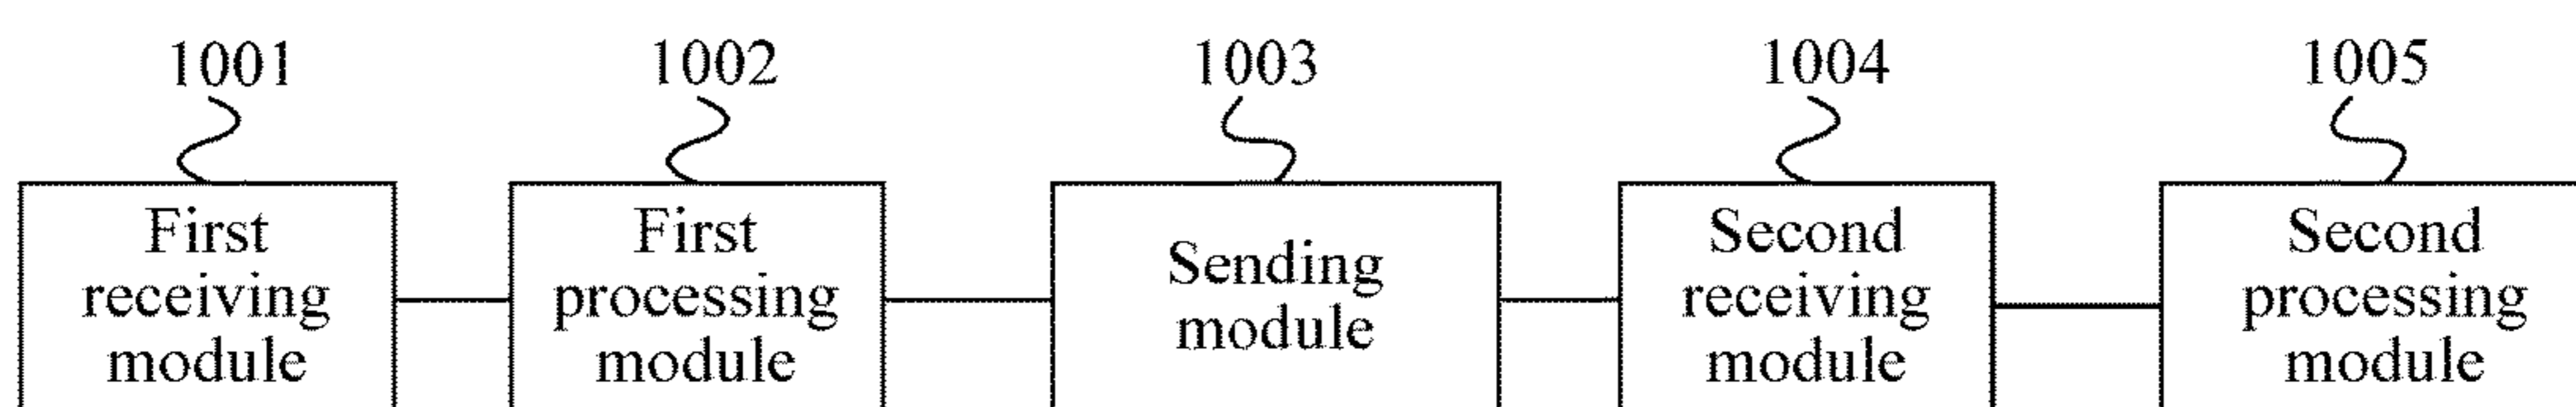 1001
1002
1003
1004
1005
First
receiving
module
First
processing
module
Sending
module
Second
receiving
module
Second
processing
module